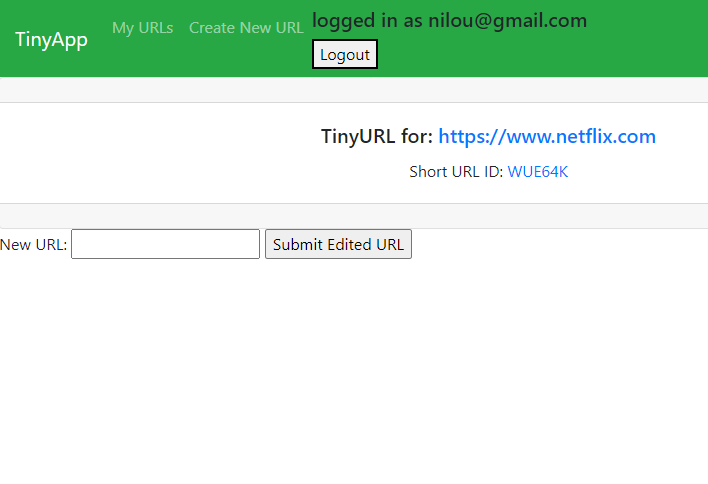 TinyApp My URLs Create New URL logged in as nilou@gmail.com
Logout
TinyURL for: https://www.netflix.com
Short URL ID: WUE64K
New URL: Submit Edited URL